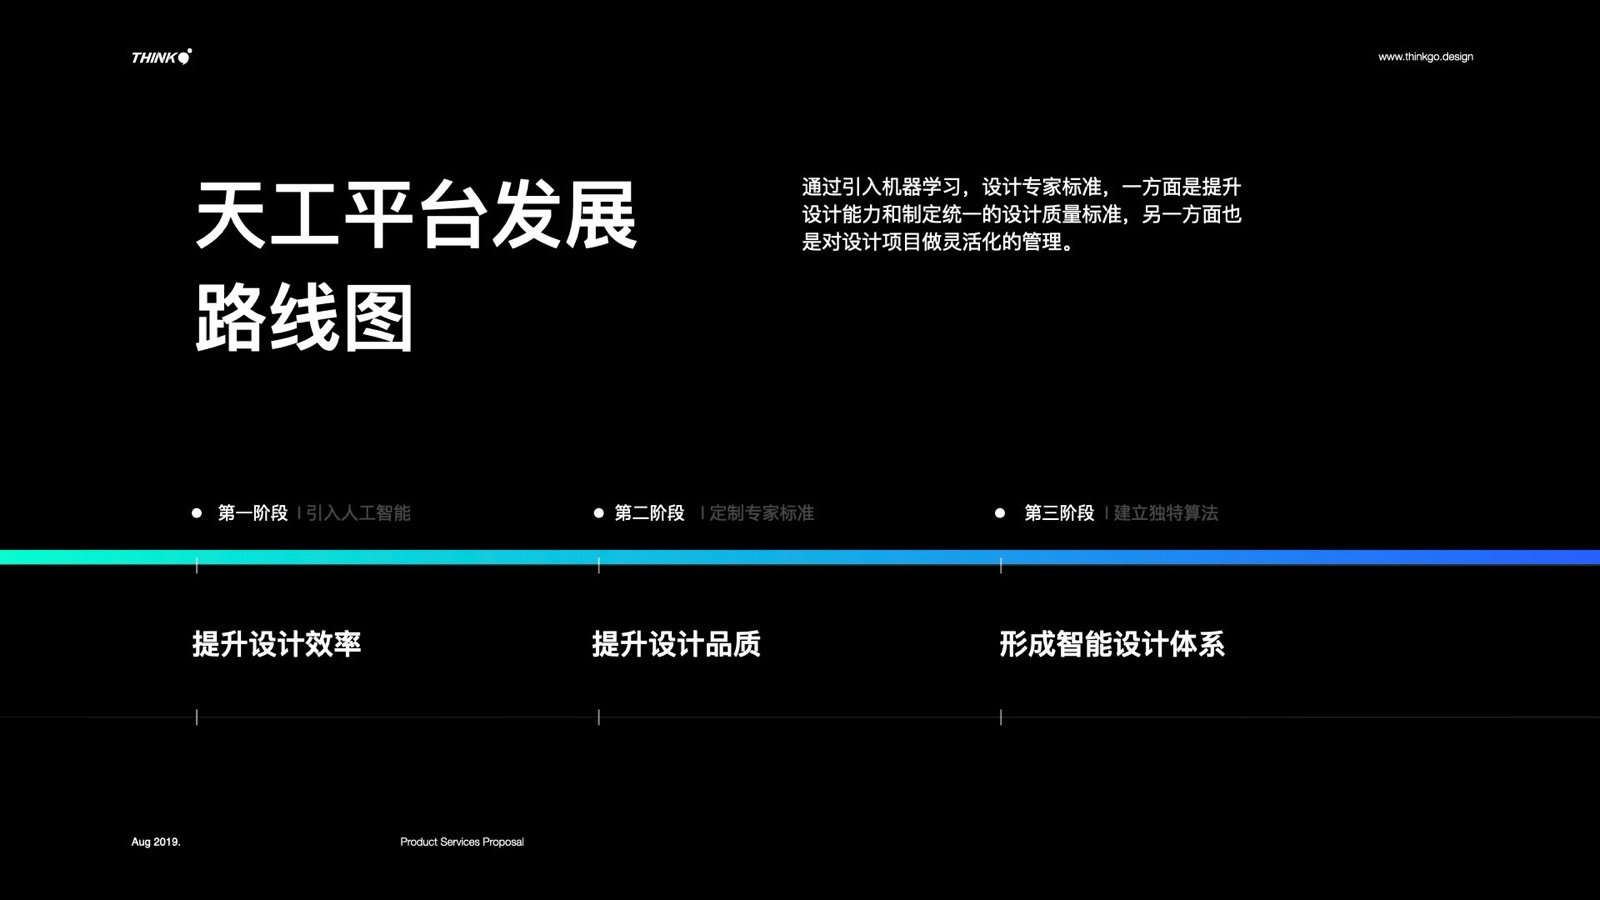 THINK
www.thinkgo.design
天工平台发展
路线图
通过引入机器学习，设计专家标准，一方面是提升
设计能力和制定统一的设计质量标准，另一方面也
是对设计项目做灵活化的管理。
第一阶段 | 引入人工智能
第二阶段 | 定制专家标准
第三阶段 | 建立独特算法
提升设计效率
提升设计品质
形成智能设计体系
Aug 2019.
Product Services Proposal